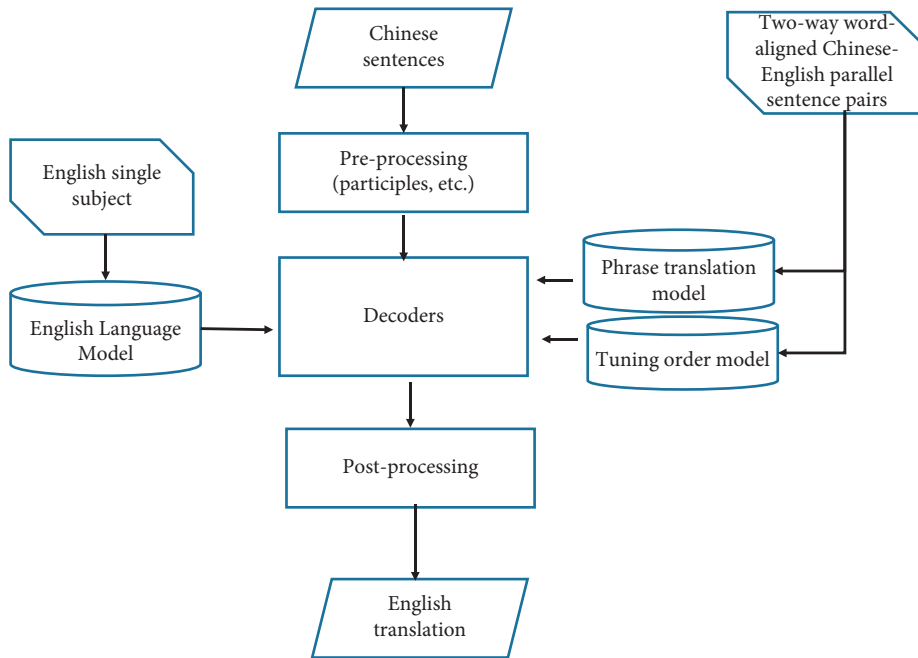 Chinese
sentences
Two-way word-
aligned Chinese-
English parallel
sentence pairs
Pre-processing
(participles, etc.)
English single
subject
Phrase translation
model
Decoders
English Language
Model
Tuning order model
Post-processing
English
translation